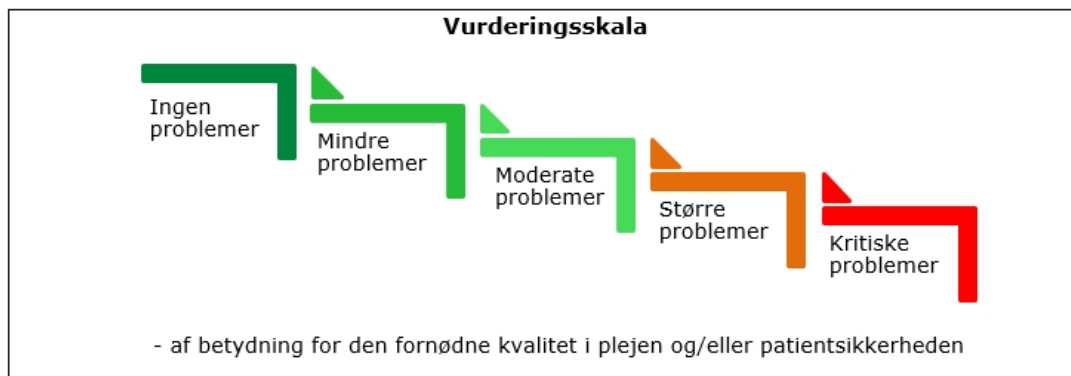 Vurderingsskala
Ingen
problemer
Mindre
problemer
Moderate
problemer
Større
problemer
Kritiske
problemer
- af betydning for den fornødne kvalitet i plejen og/eller patientsikkerheden